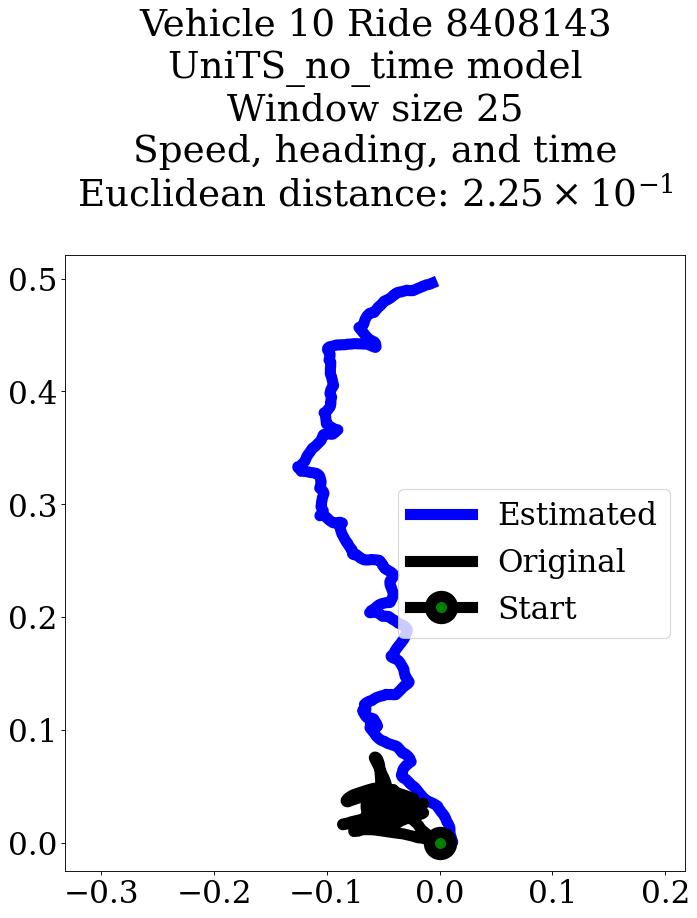 Vehicle 10 Ride 8408143
UniTS_no_time model
Window size 25
Speed, heading, and time
Euclidean distance: 2.25 × 10⁻¹
0.5
0.4
0.3
0.2
0.1
0.0
Estimated
Original
Start
−0.3 −0.2 −0.1 0.0 0.1 0.2